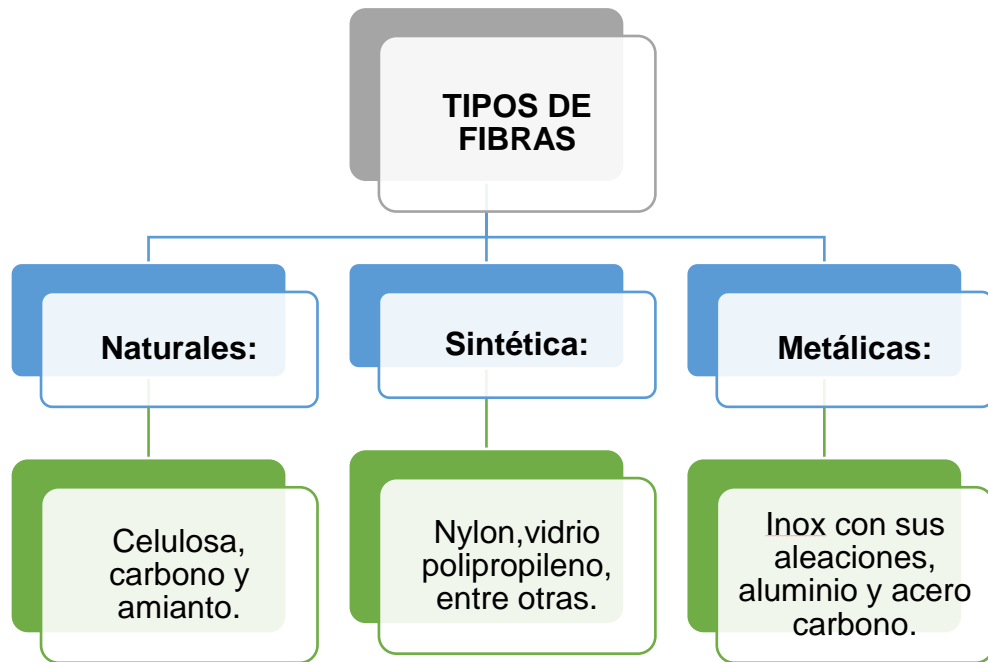 TIPOS DE
FIBRAS
Naturales:
Sintética:
Metálicas:
Celulosa,
carbono y
amianto.
Nylon,vidrio
polipropileno,
entre otras.
Inox con sus
aleaciones,
aluminio y acero
carbono.